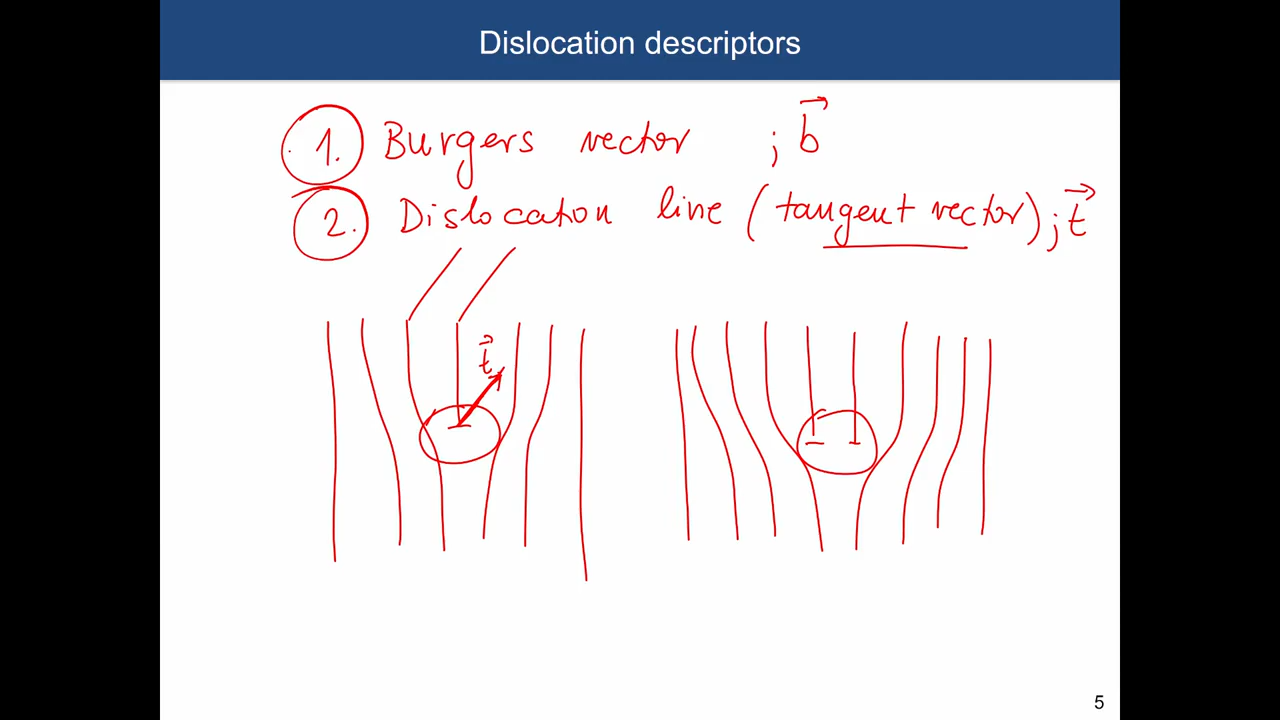 Dislocation descriptors
1. Burgers vector ; b⃗
2. Dislocation line (tangent vector) ; t⃗
t⃗
5